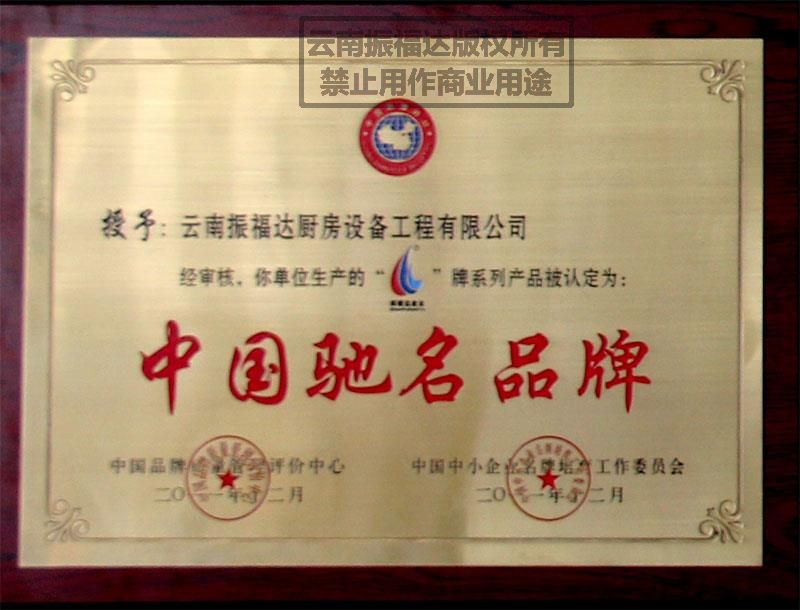 云南振福达版权所有
禁止用作商业用途
授予：云南振福达厨房设备工程有限公司
经审核，你单位生产的“ ”牌系列产品被认定为：
中国驰名品牌
中国品牌 评价中心
中国中小企业名牌培育工作委员会
二〇一一年十二月
二〇一一年十二月